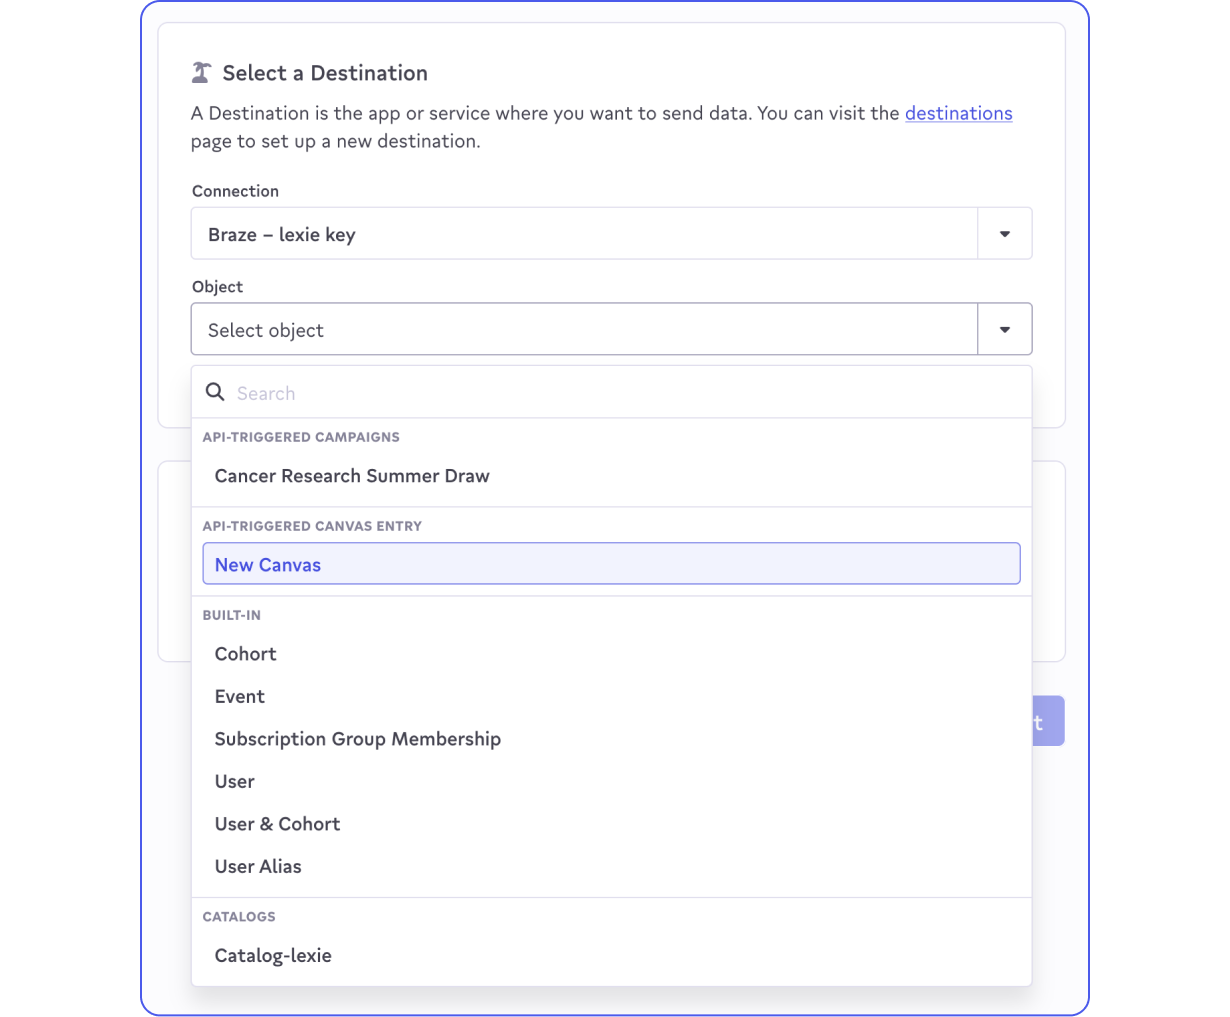 Select a Destination
A Destination is the app or service where you want to send data. You can visit the destinations
page to set up a new destination.
Connection
Braze – lexie key
Object
Select object
Search
API-TRIGGERED CAMPAIGNS
Cancer Research Summer Draw
API-TRIGGERED CANVAS ENTRY
New Canvas
BUILT-IN
Cohort
Event
Subscription Group Membership
t
User
User & Cohort
User Alias
CATALOGS
Catalog-lexie